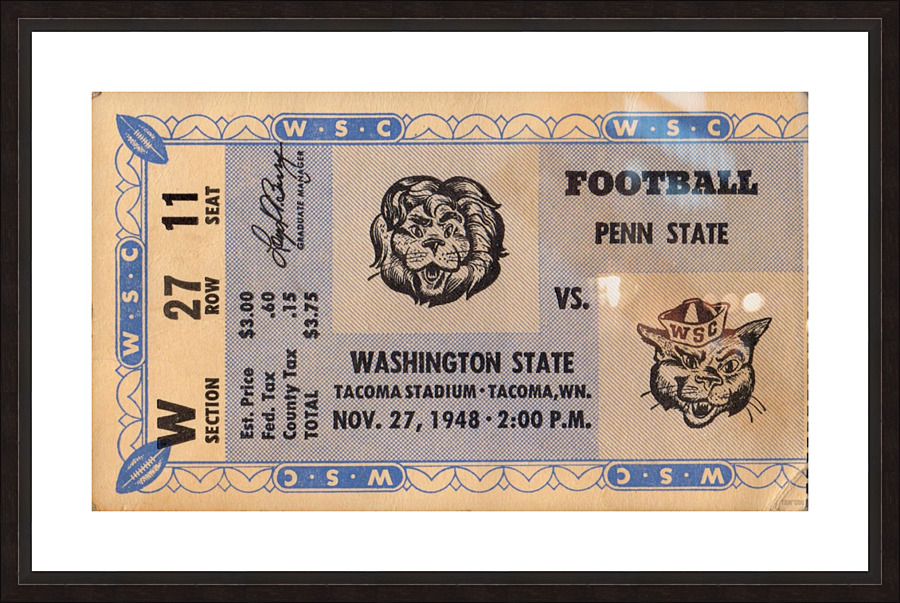 W · S · C
W · S · C
W · S · C
W SECTION
27 ROW
11 SEAT
GRADUATE MANAGER
Est. Price $3.00
Fed. Tax .60
County Tax .15
TOTAL $3.75
FOOTBALL
PENN STATE
VS.
WASHINGTON STATE
TACOMA STADIUM · TACOMA, WN.
NOV. 27, 1948 · 2:00 P.M.
WSC
W · S · C
W · S · C